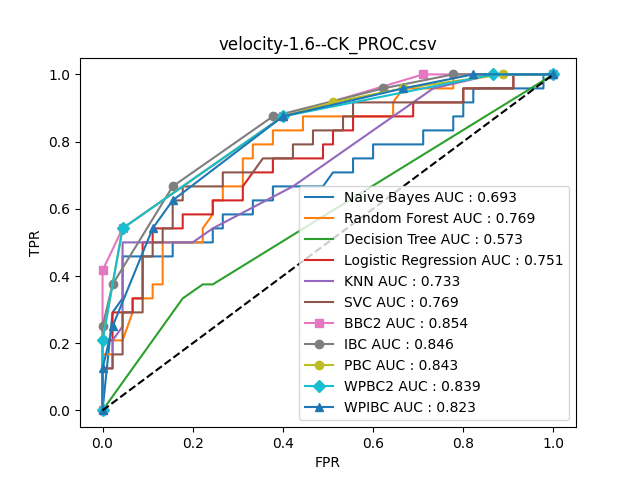 velocity-1.6--CK_PROC.csv
1.0
0.8
0.6
0.4
0.2
0.0
TPR
Naive Bayes AUC : 0.693
Random Forest AUC : 0.769
Decision Tree AUC : 0.573
Logistic Regression AUC : 0.751
KNN AUC : 0.733
SVC AUC : 0.769
BBC2 AUC : 0.854
IBC AUC : 0.846
PBC AUC : 0.843
WPBC2 AUC : 0.839
WPIBC AUC : 0.823
0.0 0.2 0.4 0.6 0.8 1.0
FPR